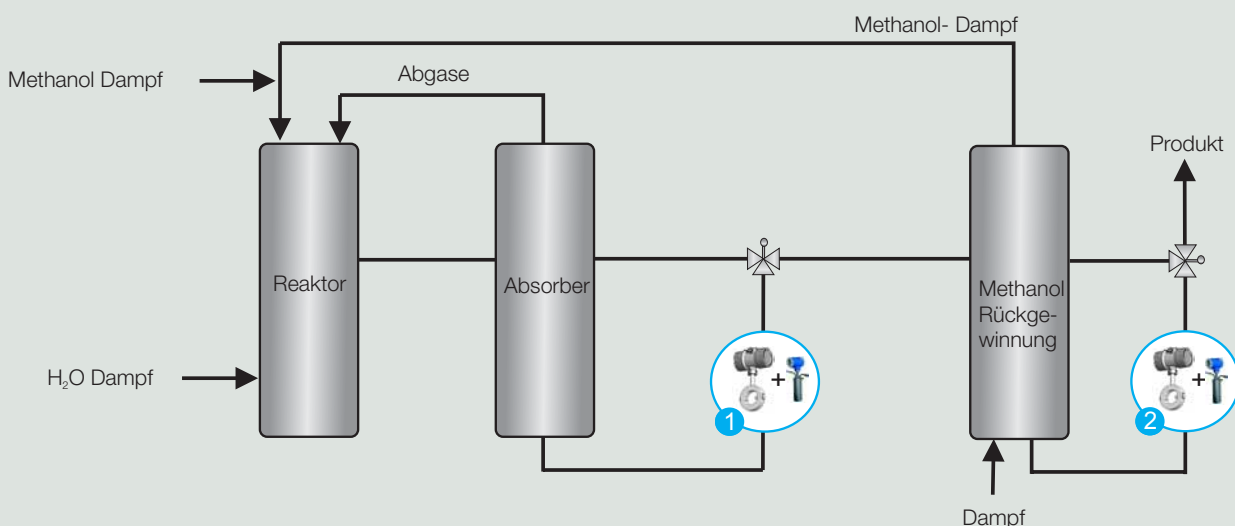 Methanol- Dampf
Methanol Dampf
Abgase
Produkt
Reaktor
Absorber
Methanol
Rückge-
winnung
H₂O Dampf
+
1
+
2
Dampf